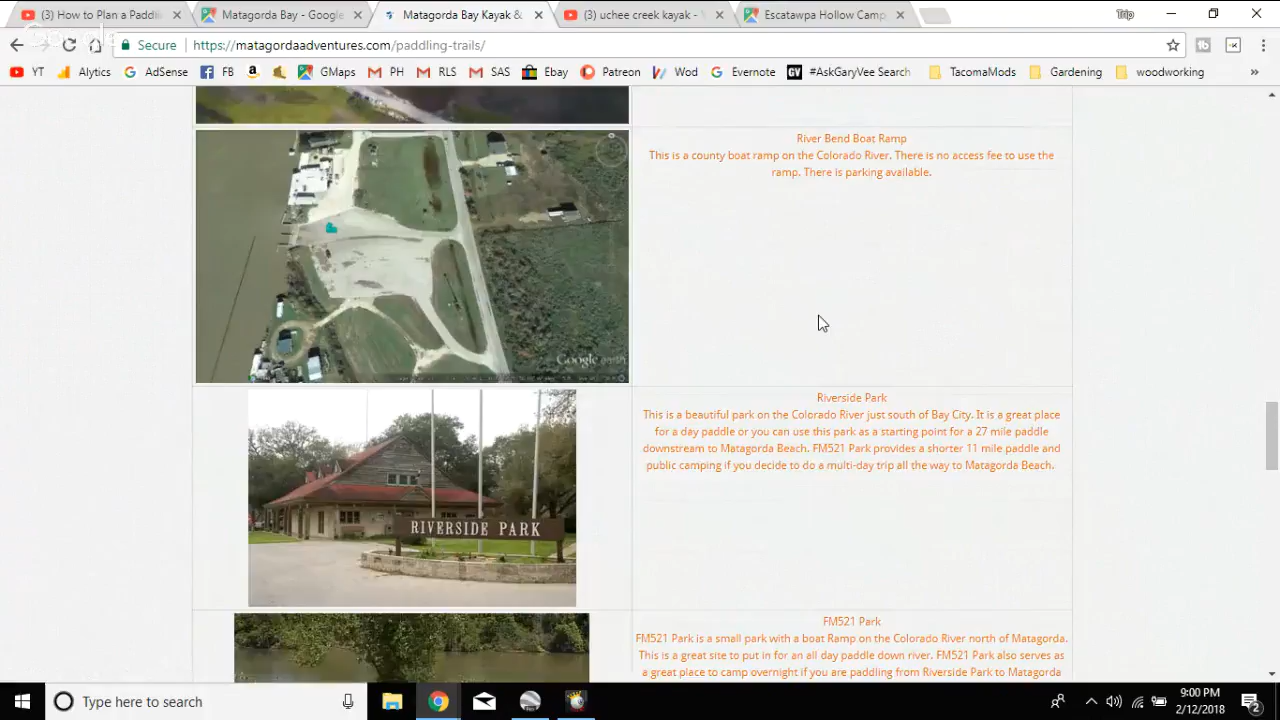 (3) How to Plan a Paddli
Matagorda Bay - Google
Matagorda Bay Kayak &
(3) uchee creek kayak -
Escatawpa Hollow Camp
Trip
Secure
https://matagordaadventures.com/paddling-trails/
YT
Alytics
AdSense
FB
GMaps
PH
RLS
SAS
Ebay
Patreon
Wod
Evernote
GV
#AskGaryVee Search
TacomaMods
Gardening
woodworking
»
River Bend Boat Ramp
This is a county boat ramp on the Colorado River. There is no access fee to use the
ramp. There is parking available.
Google earth
Riverside Park
This is a beautiful park on the Colorado River just south of Bay City. It is a great place
for a day paddle or you can use this park as a starting point for a 27 mile paddle
downstream to Matagorda Beach. FM521 Park provides a shorter 11 mile paddle and
public camping if you decide to do a multi-day trip all the way to Matagorda Beach.
RIVERSIDE PARK
FM521 Park
FM521 Park is a small park with a boat Ramp on the Colorado River north of Matagorda.
This is a great site to put in for an all day paddle down river. FM521 Park also serves as
a great place to camp overnight if you are paddling from Riverside Park to Matagorda
Type here to search
9:00 PM
2/12/2018
2